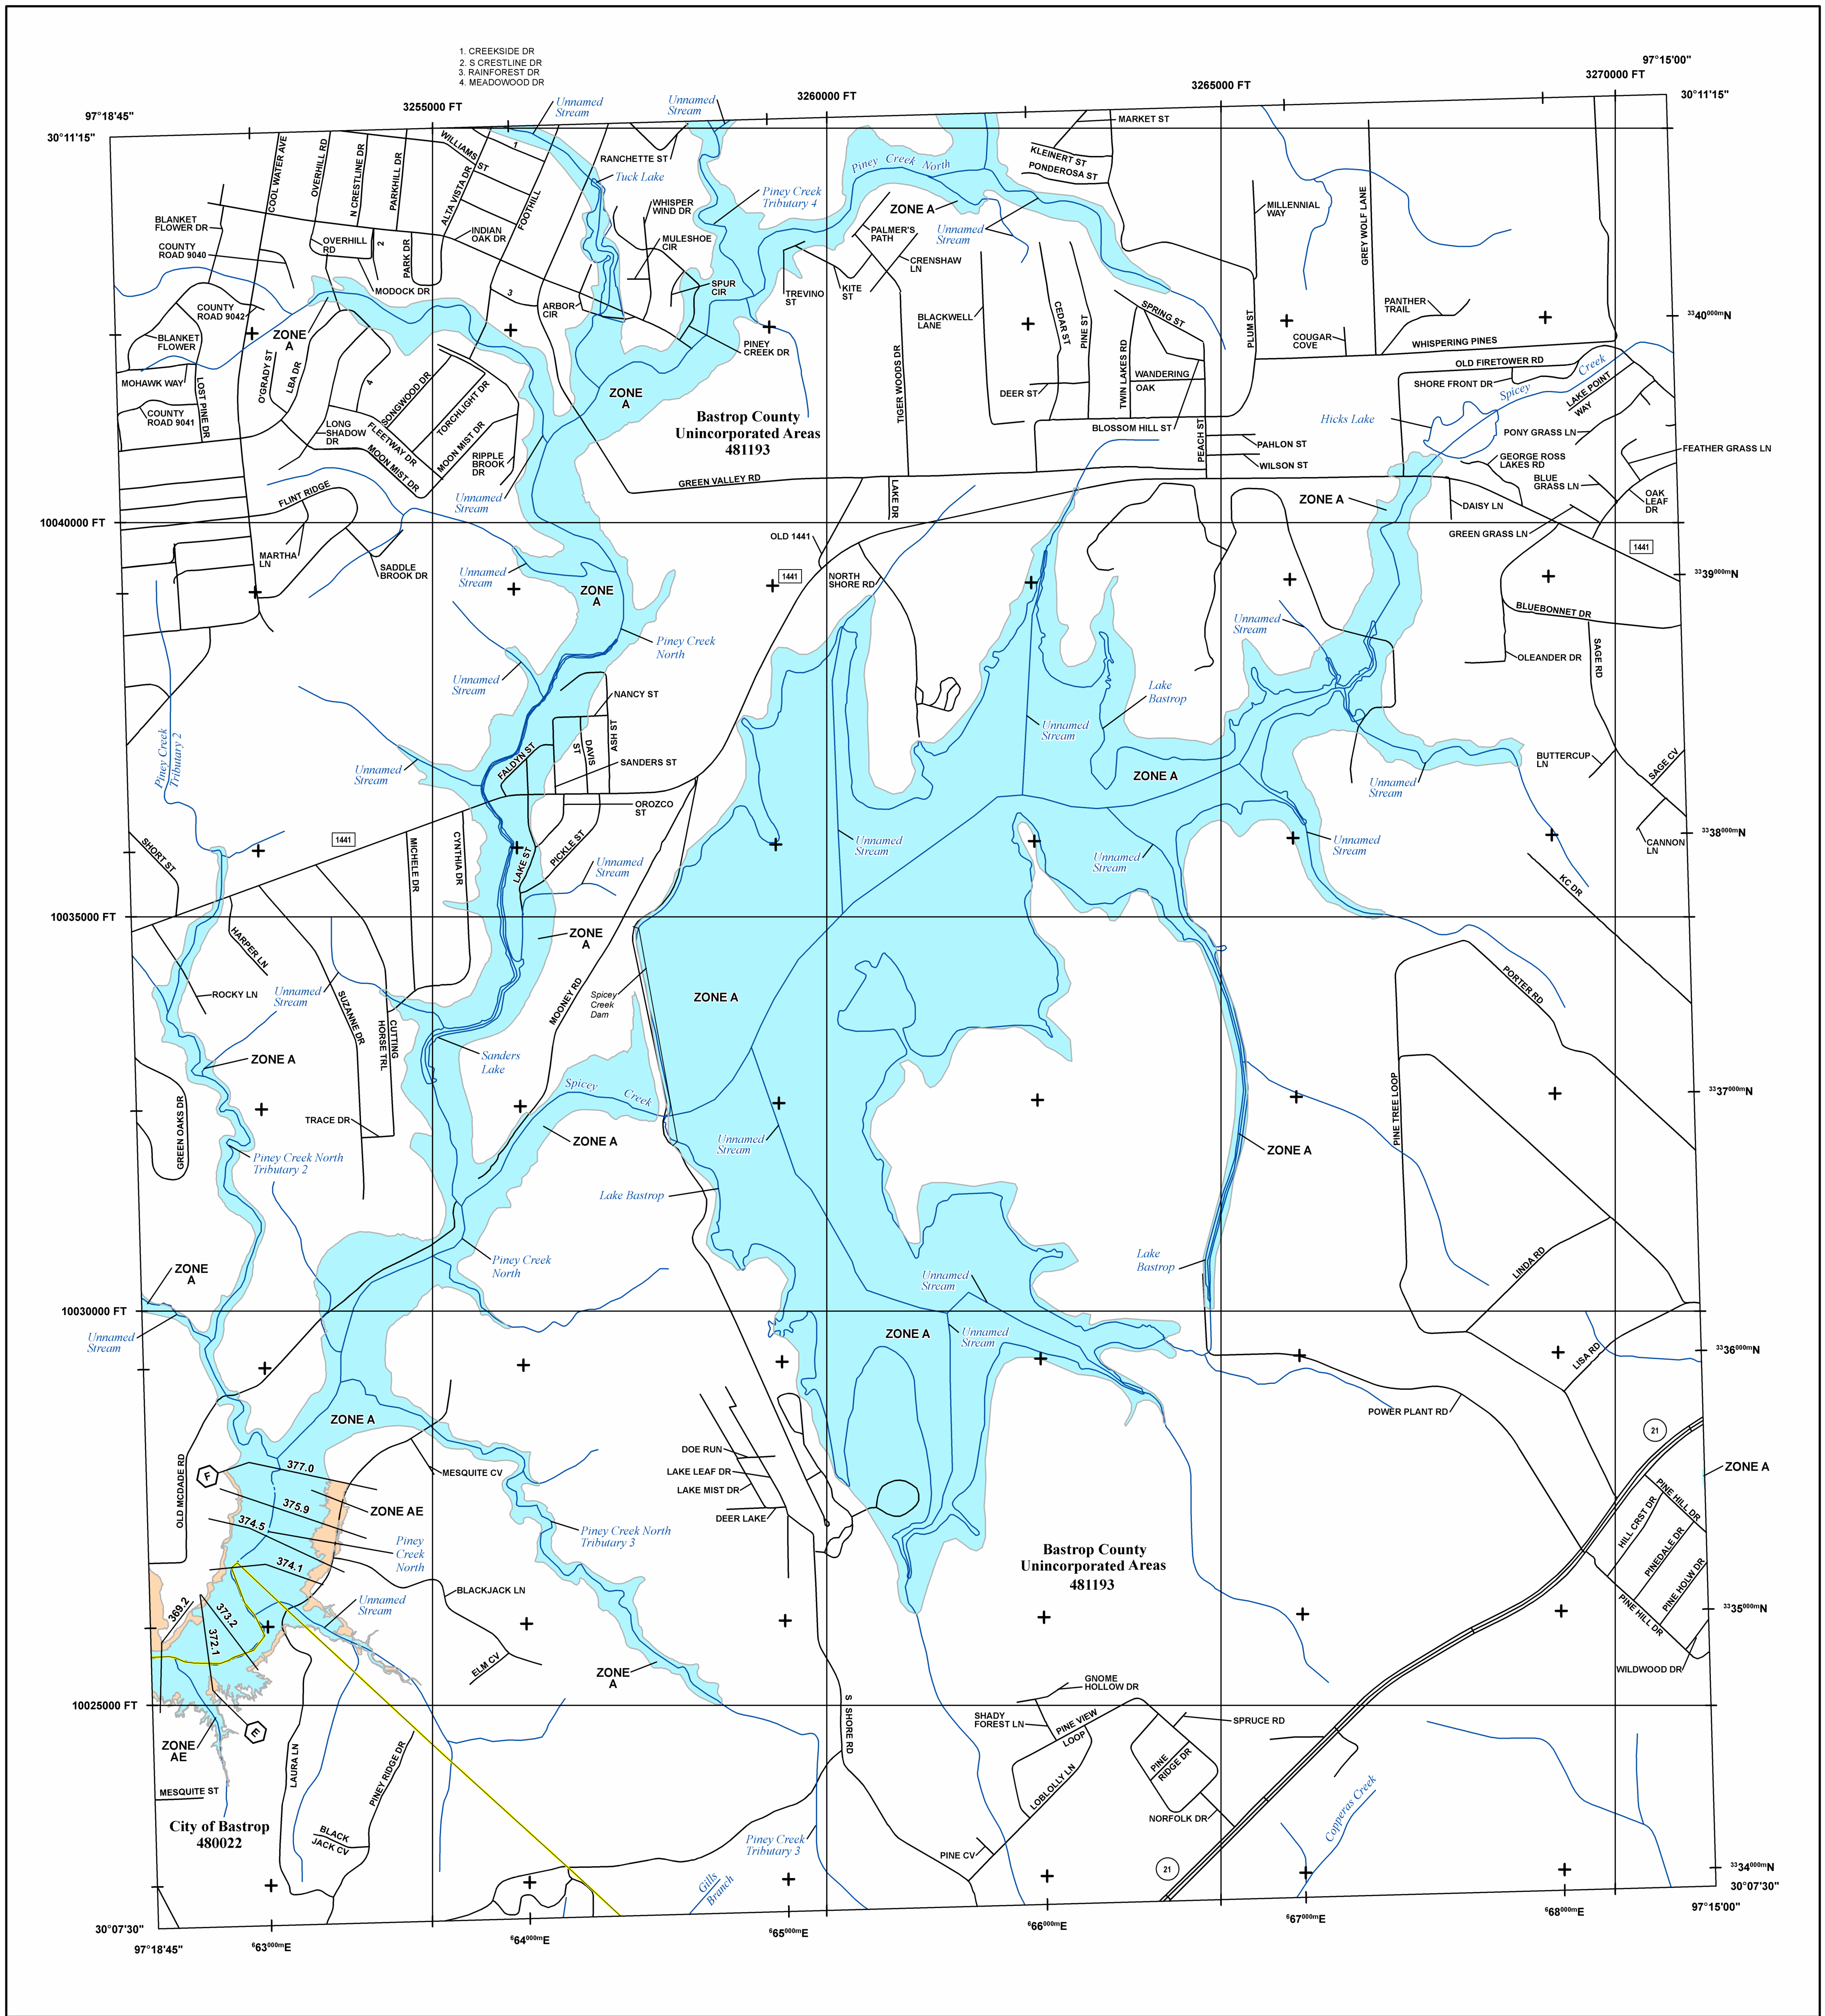 1. CREEKSIDE DR
2. S CRESTLINE DR
3. RAINFOREST DR
4. MEADOWOOD DR
97°18'45"
3255000 FT
3260000 FT
3265000 FT
3270000 FT
97°15'00"
30°11'15"
30°11'15"
Unnamed
Stream
Unnamed
Stream
MARKET ST
COOL WATER AVE
OVERHILL RD
N CRESTLINE DR
PARKHILL DR
WILLIAMS ST
1
ALTA VISTA DR
FOOTHILL
RANCHETTE ST
Tuck Lake
Piney Creek North
KLEINERT ST
PONDEROSA ST
Piney Creek
Tributary 4
ZONE A
MILLENNIAL
WAY
GREY WOLF LANE
BLANKET
FLOWER DR
COUNTY
ROAD 9040
OVERHILL
RD
2
PARK DR
INDIAN
OAK DR
WHISPER
WIND DR
MULESHOE
CIR
PALMER'S
PATH
Unnamed
Stream
CRENSHAW
LN
MODOCK DR
3
ARBOR
CIR
SPUR
CIR
TREVINO
ST
KITE
ST
COUNTY
ROAD 9042
BLANKET
FLOWER
ZONE
A
PINEY
CREEK DR
BLACKWELL
LANE
CEDAR ST
PINE ST
SPRING ST
PLUM ST
PANTHER
TRAIL
COUGAR
COVE
WHISPERING PINES
3340000mN
MOHAWK WAY
COUNTY
ROAD 9041
LOST PINE DR
O'GRADY ST
LBA DR
4
SONGWOOD DR
TORCHLIGHT DR
ZONE
A
TIGER WOODS DR
DEER ST
TWIN LAKES RD
WANDERING
OAK
OLD FIRETOWER RD
SHORE FRONT DR
Spicey
Creek
LAKE POINT
WAY
Bastrop County
Unincorporated Areas
481193
BLOSSOM HILL ST
PEACH ST
PAHLON ST
WILSON ST
Hicks Lake
PONY GRASS LN
FEATHER GRASS LN
GEORGE ROSS
LAKES RD
BLUE
GRASS LN
OAK
LEAF
DR
LONG
SHADOW
DR
FLEETWAY DR
MOON MIST DR
MOON MIST DR
RIPPLE
BROOK
DR
Unnamed
Stream
GREEN VALLEY RD
LAKE DR
ZONE A
DAISY LN
GREEN GRASS LN
FLINT RIDGE
10040000 FT
MARTHA
LN
SADDLE
BROOK DR
Unnamed
Stream
ZONE
A
OLD 1441
1441
NORTH
SHORE RD
1441
3339000mN
BLUEBONNET DR
Unnamed
Stream
Piney Creek
North
Unnamed
Stream
OLEANDER DR
SAGE RD
NANCY ST
Lake
Bastrop
Unnamed
Stream
Piney Creek
Tributary 2
Unnamed
Stream
FALDYN ST
DAVIS
ST
ASH ST
SANDERS ST
ZONE A
Unnamed
Stream
BUTTERCUP
LN
SAGE CV
OROZCO
ST
SHORT ST
1441
MICHELE DR
CYNTHIA DR
LAKE ST
PICKLE ST
Unnamed
Stream
Unnamed
Stream
Unnamed
Stream
Unnamed
Stream
CANNON
LN
3338000mN
KC DR
10035000 FT
HARPER LN
ZONE
A
ROCKY LN
Unnamed
Stream
SUZANNE DR
CUTTING
HORSE TRL
MOONEY RD
Spicey
Creek
Dam
ZONE A
PORTER RD
ZONE A
Sanders
Lake
Spicey
Creek
3337000mN
GREEN OAKS DR
TRACE DR
Piney Creek North
Tributary 2
ZONE A
Unnamed
Stream
PINE TREE LOOP
ZONE A
Lake Bastrop
Piney Creek
North
ZONE
A
Lake
Bastrop
LINDA RD
Unnamed
Stream
10030000 FT
Unnamed
Stream
ZONE A
Unnamed
Stream
LISA RD
3336000mN
POWER PLANT RD
21
ZONE A
ZONE A
OLD MCDADE RD
F
377.0
MESQUITE CV
DOE RUN
LAKE LEAF DR
LAKE MIST DR
DEER LAKE
PINE HILL DR
HILL CRST DR
PINEDALE DR
PINE HOLW DR
375.9
ZONE AE
374.5
Piney
Creek
North
Piney Creek North
Tributary 3
374.1
Bastrop County
Unincorporated Areas
481193
BLACKJACK LN
Unnamed
Stream
369.2
373.2
372.1
3335000mN
PINE HILL DR
WILDWOOD DR
ELM CV
ZONE
A
GNOME
HOLLOW DR
10025000 FT
E
ZONE
AE
SHADY
FOREST LN
PINE VIEW
LOOP
SPRUCE RD
S SHORE RD
LAURA LN
PINEY RIDGE DR
PINE
RIDGE DR
LOBLOLLY LN
MESQUITE ST
City of Bastrop
480022
BLACK
JACK CV
NORFOLK DR
Copperas Creek
Piney Creek
Tributary 3
PINE CV
21
Gills
Branch
3334000mN
30°07'30"
30°07'30"
97°18'45"
663000mE
664000mE
665000mE
666000mE
667000mE
668000mE
97°15'00"